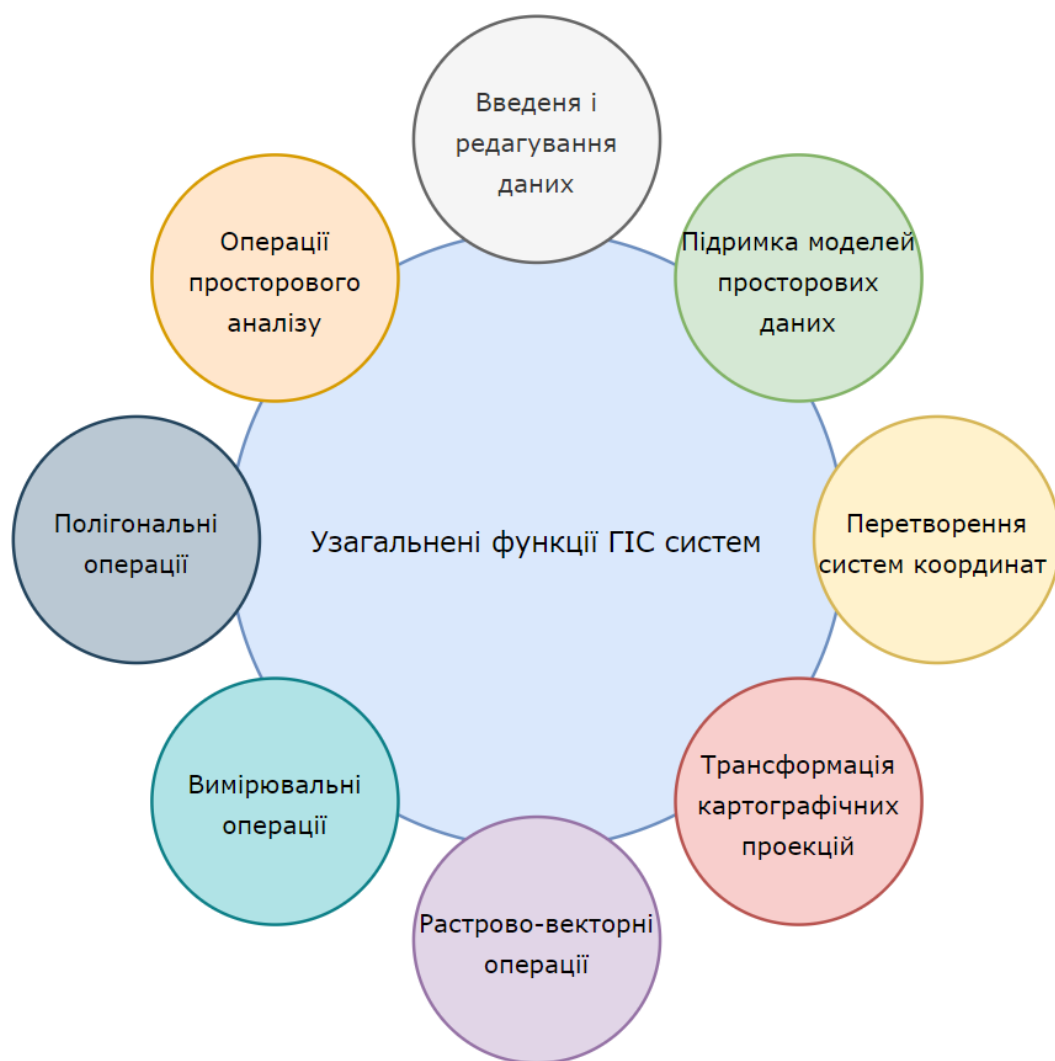 Введеня і
редагування
даних
Операції
просторового
аналізу
Підримка моделей
просторових
даних
Полігональні
операції
Узагальнені функції ГІС систем
Перетворення
систем координат
Вимірювальні
операції
Трансформація
картографічних
проекцій
Растрово-векторні
операції